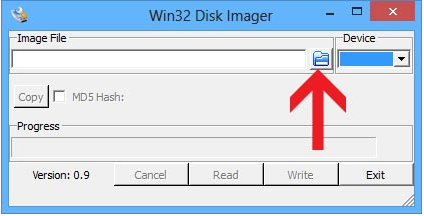 Win32 Disk Imager
Image File
Device
Copy
MD5 Hash:
Progress
Version: 0.9
Cancel
Read
Write
Exit